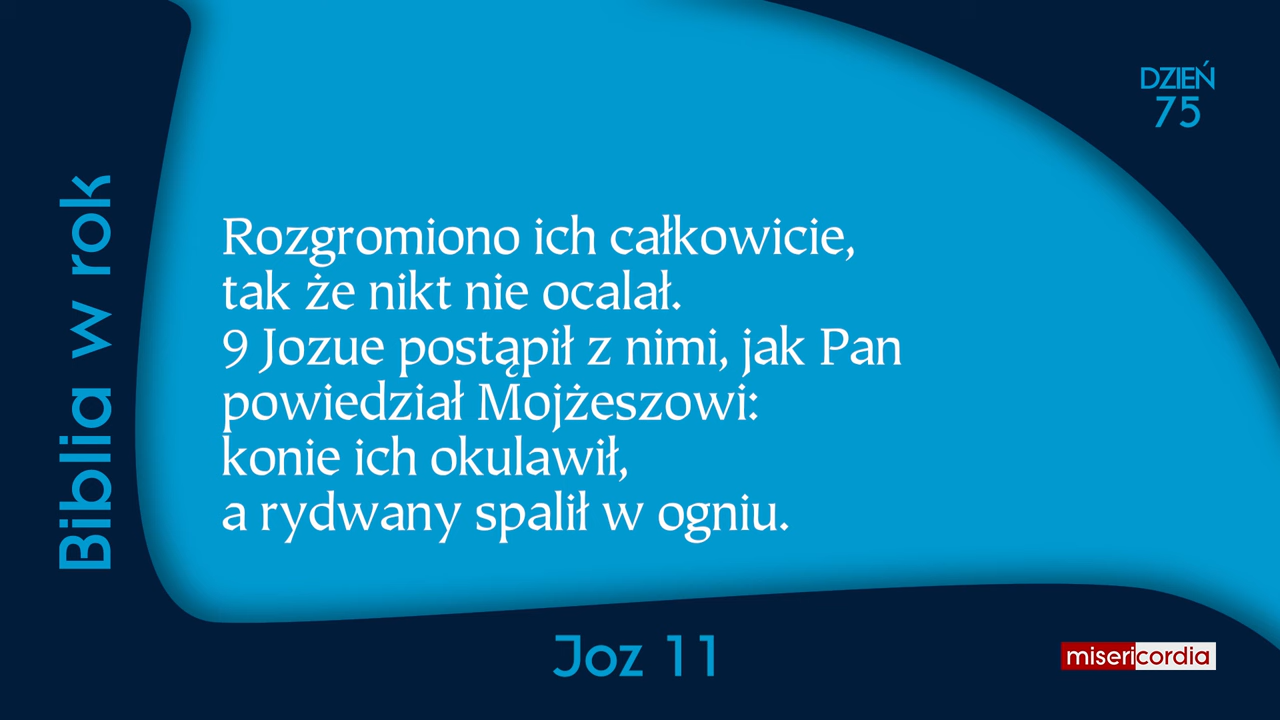 DZIEŃ
75
Biblia w rok
Rozgromiono ich całkowicie,
tak że nikt nie ocalał.
9 Jozue postąpił z nimi, jak Pan
powiedział Mojżeszowi:
konie ich okulawił,
a rydwany spalił w ogniu.
Joz 11
misericordia